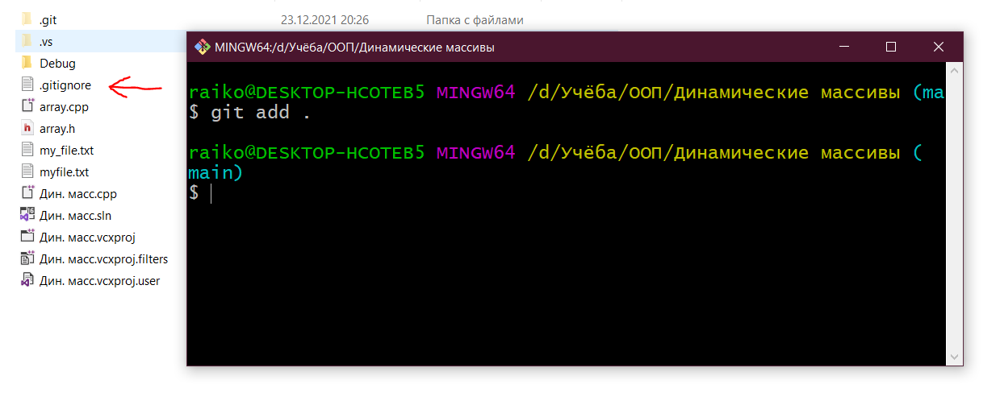 .git 23.12.2021 20:26 Папка с файлами
.vs
Debug
.gitignore
array.cpp
array.h
my_file.txt
myfile.txt
Дин. масс.cpp
Дин. масс.sln
Дин. масс.vcxproj
Дин. масс.vcxproj.filters
Дин. масс.vcxproj.user
MINGW64:/d/Учёба/ООП/Динамические массивы
raiko@DESKTOP-HCOTEB5 MINGW64 /d/Учёба/ООП/Динамические массивы (ma
$ git add .
raiko@DESKTOP-HCOTEB5 MINGW64 /d/Учёба/ООП/Динамические массивы (
main)
$